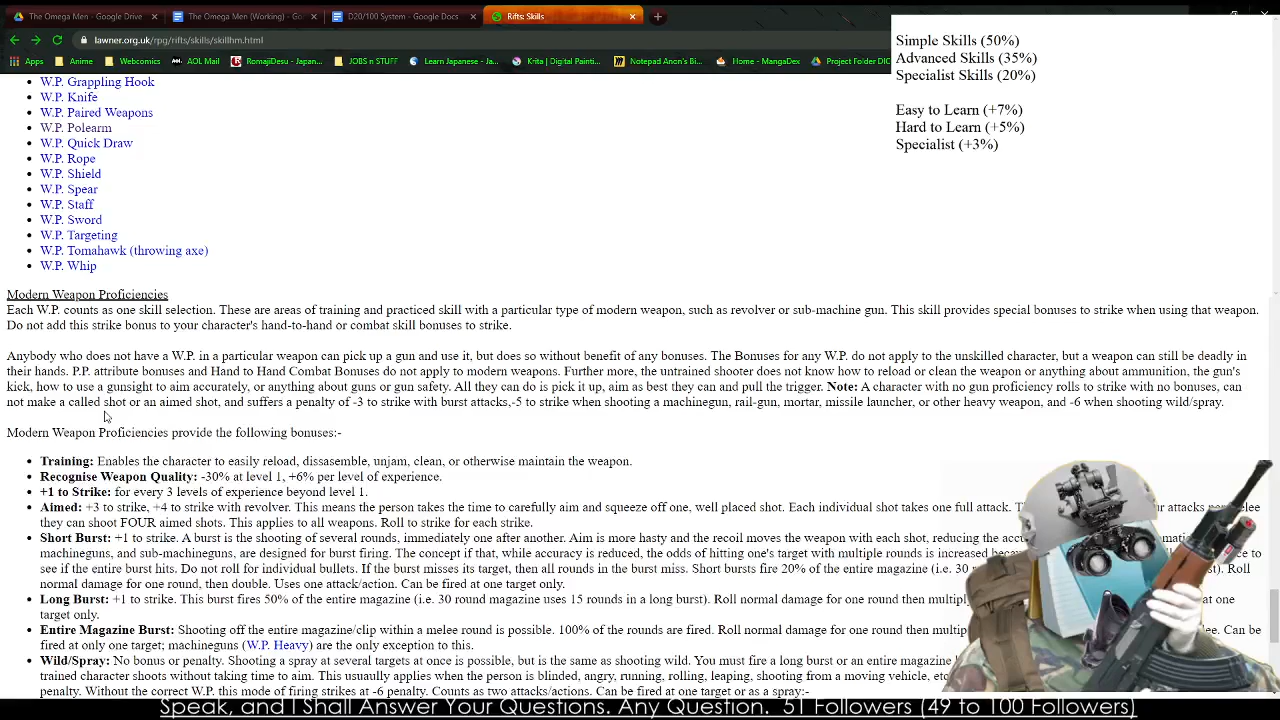 The Omega Men - Google Drive
The Omega Men (Working) - Goo
D20/100 System - Google Docs
Rifts: Skills
lawner.org.uk/rpg/rifts/skills/skillhm.html
Apps Anime Webcomics AOL Mail RomajiDesu - Japan... JOBS n STUFF Learn Japanese - Ja... Krita | Digital Painti... Notepad Anon's Bi... Home - MangaDex Project Folder DIC
Simple Skills (50%)
Advanced Skills (35%)
Specialist Skills (20%)
Easy to Learn (+7%)
Hard to Learn (+5%)
Specialist (+3%)
W.P. Grappling Hook
W.P. Knife
W.P. Paired Weapons
W.P. Polearm
W.P. Quick Draw
W.P. Rope
W.P. Shield
W.P. Spear
W.P. Staff
W.P. Sword
W.P. Targeting
W.P. Tomahawk (throwing axe)
W.P. Whip
Modern Weapon Proficiencies
Each W.P. counts as one skill selection. These are areas of training and practiced skill with a particular type of modern weapon, such as revolver or sub-machine gun. This skill provides special bonuses to strike when using that weapon.
Do not add this strike bonus to your character's hand-to-hand or combat skill bonuses to strike.
Anybody who does not have a W.P. in a particular weapon can pick up a gun and use it, but does so without benefit of any bonuses. The Bonuses for any W.P. do not apply to the unskilled character, but a weapon can still be deadly in
their hands. P.P. attribute bonuses and Hand to Hand Combat Bonuses do not apply to modern weapons. Further more, the untrained shooter does not know how to reload or clean the weapon or anything about ammunition, the gun's
kick, how to use a gunsight to aim accurately, or anything about guns or gun safety. All they can do is pick it up, aim as best they can and pull the trigger. Note: A character with no gun proficiency rolls to strike with no bonuses, can
not make a called shot or an aimed shot, and suffers a penalty of -3 to strike with burst attacks,-5 to strike when shooting a machinegun, rail-gun, mortar, missile launcher, or other heavy weapon, and -6 when shooting wild/spray.
Modern Weapon Proficiencies provide the following bonuses:-
Training: Enables the character to easily reload, dissasemble, unjam, clean, or otherwise maintain the weapon.
Recognise Weapon Quality: -30% at level 1, +6% per level of experience.
+1 to Strike: for every 3 levels of experience beyond level 1.
Aimed: +3 to strike, +4 to strike with revolver. This means the person takes the time to carefully aim and squeeze off one, well placed shot. Each individual shot takes one full attack.
they can shoot FOUR aimed shots. This applies to all weapons. Roll to strike for each strike.
Short Burst: +1 to strike. A burst is the shooting of several rounds, immediately one after another. Aim is more hasty and the recoil moves the weapon with each shot, reducing the
machineguns, and sub-machineguns, are designed for burst firing. The concept if that, while accuracy is reduced, the odds of hitting one's target with multiple rounds is increased
see if the entire burst hits. Do not roll for individual bullets. If the burst misses its target, then all rounds in the burst miss. Short bursts fire 20% of the entire magazine (i.e. 30 Roll
normal damage for one round, then double. Uses one attack/action. Can be fired at one target only.
Long Burst: +1 to strike. This burst fires 50% of the entire magazine (i.e. 30 round magazine uses 15 rounds in a long burst). Roll normal damage for one round then at one
target only.
Entire Magazine Burst: Shooting off the entire magazine/clip within a melee round is possible. 100% of the rounds are fired. Roll normal damage for one round then Can be
fired at only one target; machineguns (W.P. Heavy) are the only exception to this.
Wild/Spray: No bonus or penalty. Shooting a spray at several targets at once is possible, but is the same as shooting wild. You must fire a long burst or an entire magazine
trained character shoots without taking time to aim. This usuually applies when the person is blinded, angry, running, rolling, leaping, shooting from a moving vehicle,
penalty. Without the correct W.P. this mode of firing strikes at -6 penalty. Counts as two attacks/actions. Can be fired at one target or as a spray:-
Speak, and I Shall Answer Your Questions. Any Question. 51 Followers (49 to 100 Followers)